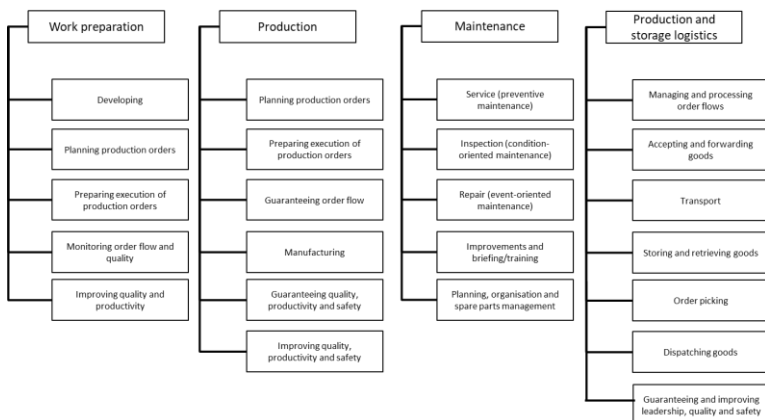 Work preparation
Developing
Planning production orders
Preparing execution of
production orders
Monitoring order flow and
quality
Improving quality and
productivity
Production
Planning production orders
Preparing execution of
production orders
Guaranteeing order flow
Manufacturing
Guaranteeing quality,
productivity and safety
Improving quality,
productivity and safety
Maintenance
Service (preventive
maintenance)
Inspection (condition-
oriented maintenance)
Repair (event-oriented
maintenance)
Improvements and
briefing/training
Planning, organisation and
spare parts management
Production and
storage logistics
Managing and processing
order flows
Accepting and forwarding
goods
Transport
Storing and retrieving goods
Order picking
Dispatching goods
Guaranteeing and improving
leadership, quality and safety